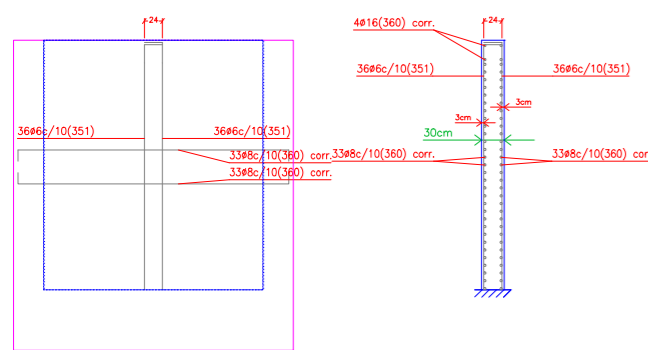 24
36ø6c/10(351) 36ø6c/10(351)
33ø8c/10(360) corr.
33ø8c/10(360) corr.
24
4ø16(360) corr.
36ø6c/10(351) 36ø6c/10(351)
3cm
3cm
30cm
33ø8c/10(360) corr. 33ø8c/10(360) cor